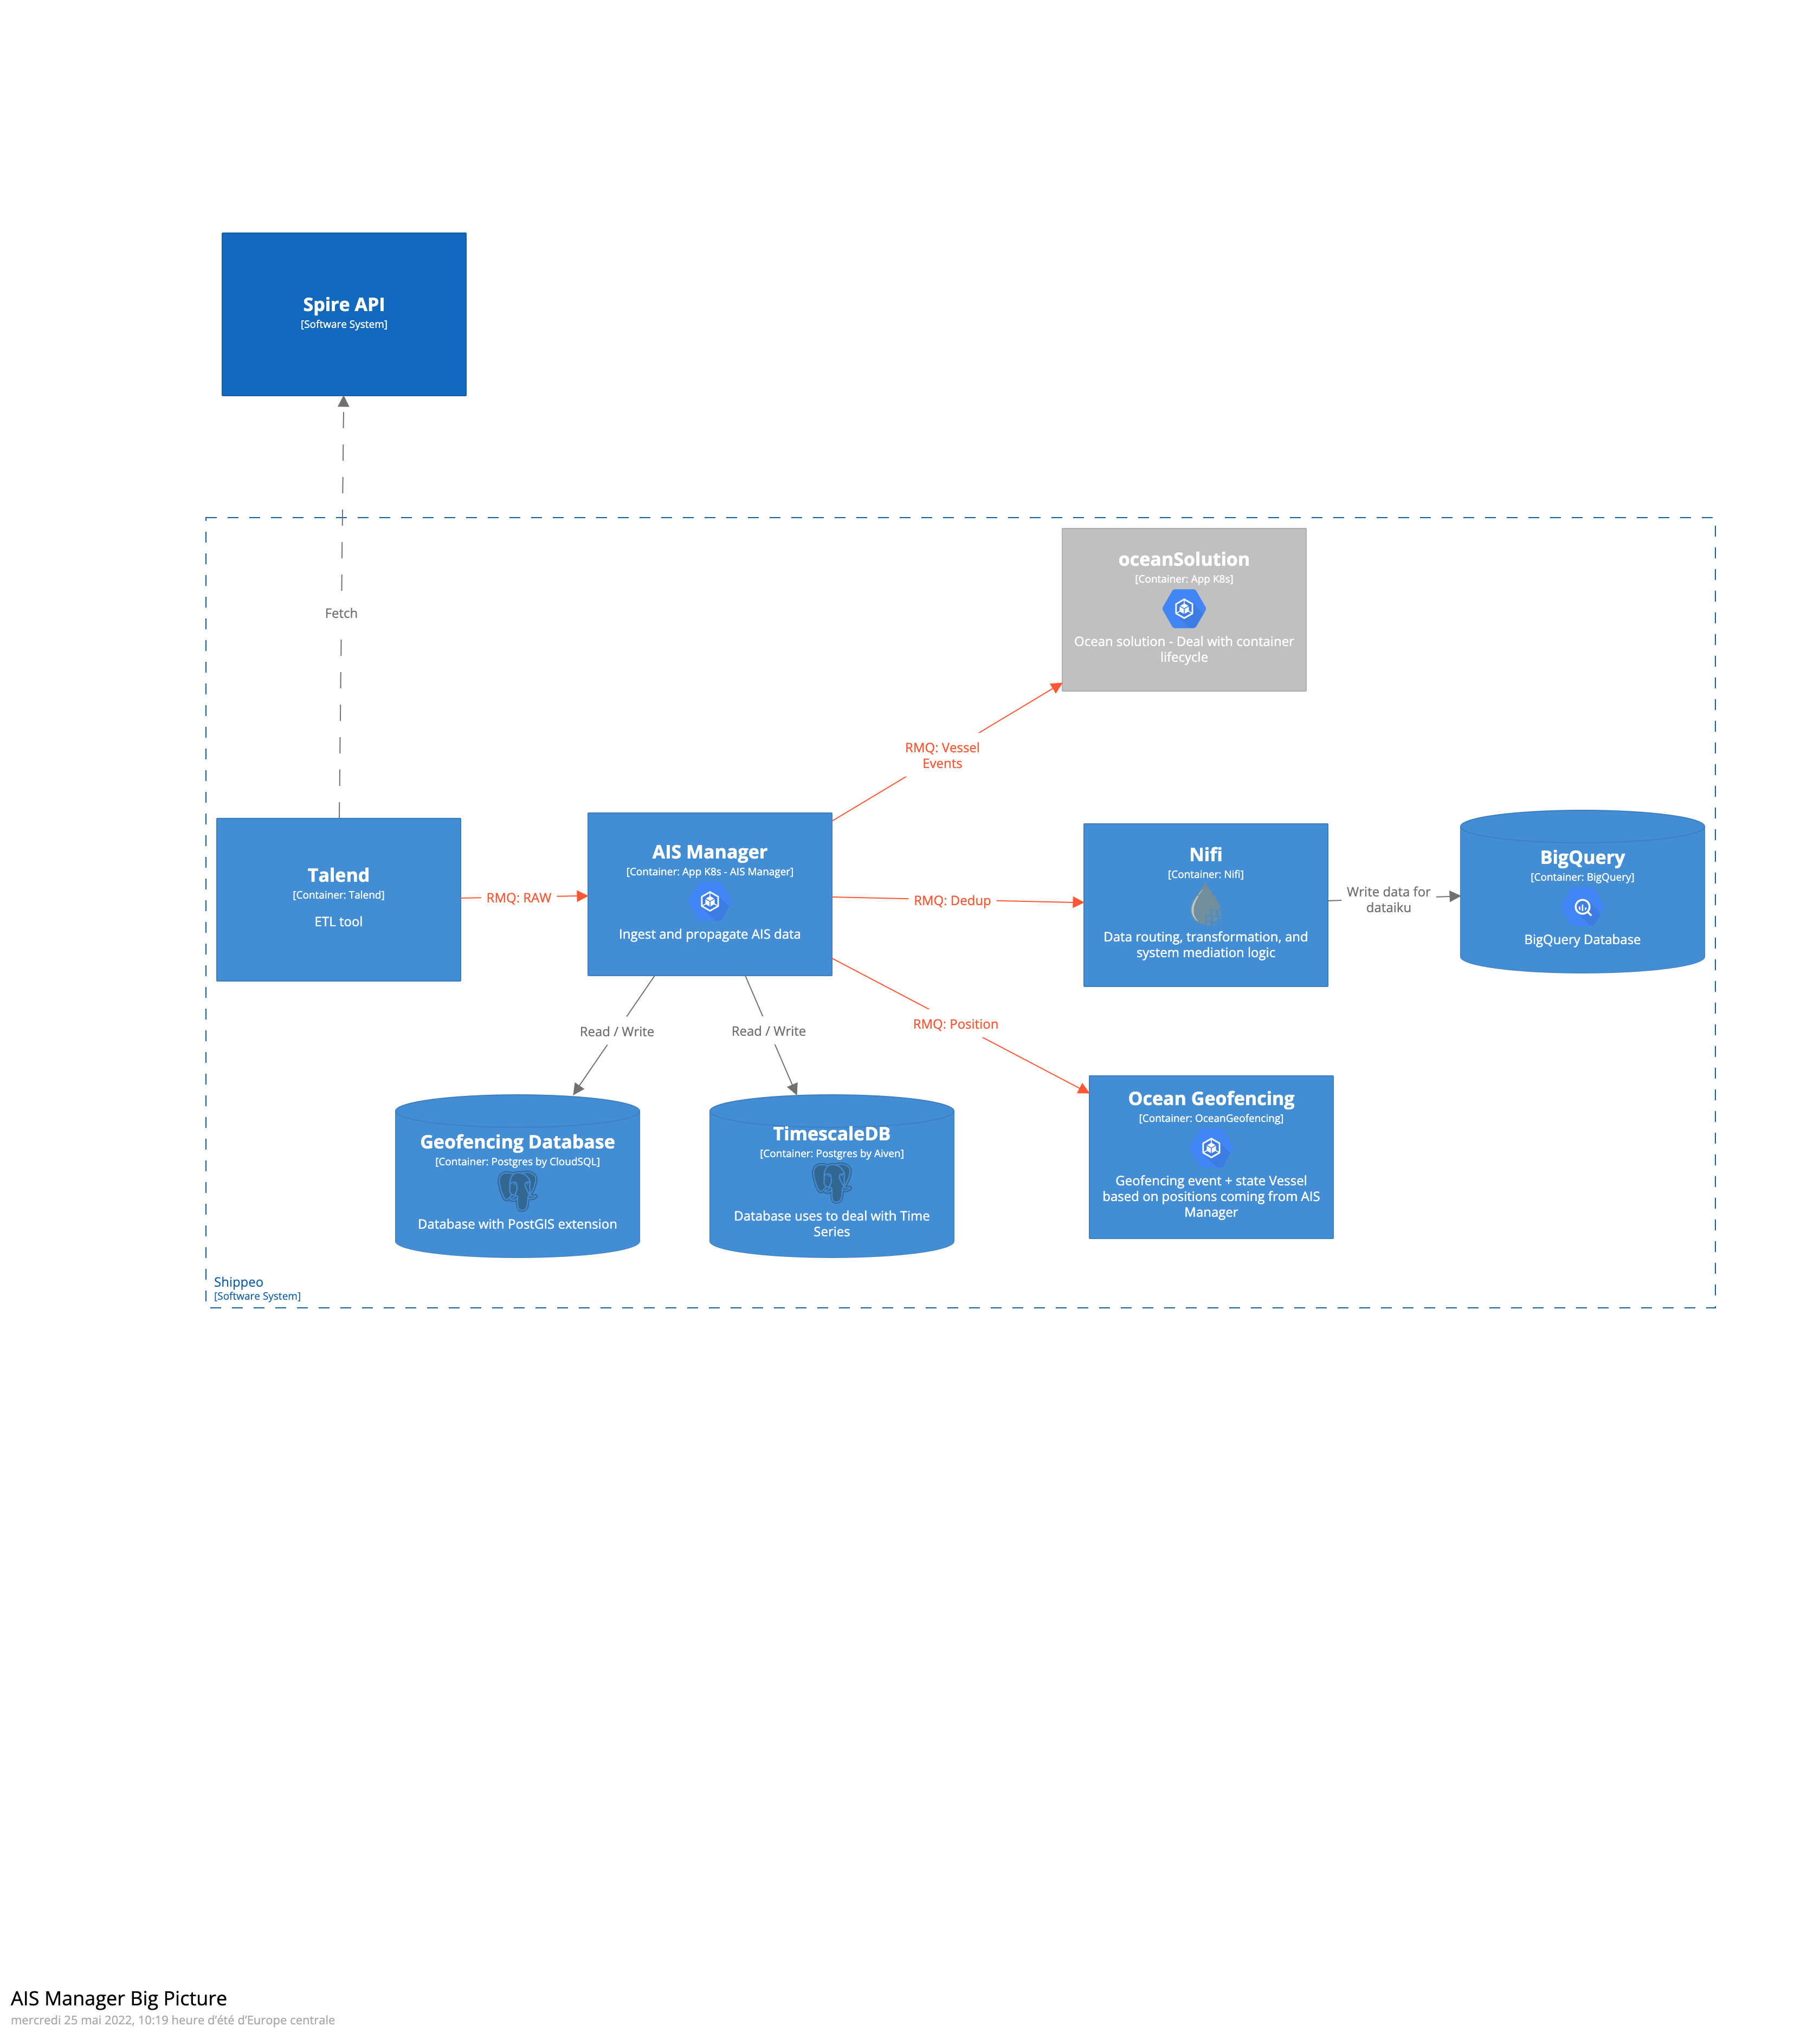 Spire API
[Software System]
Fetch
oceanSolution
[Container: App K8s]
Ocean solution - Deal with container
lifecycle
RMQ: Vessel
Events
Talend
[Container: Talend]
ETL tool
RMQ: RAW
AIS Manager
[Container: App K8s - AIS Manager]
Ingest and propagate AIS data
RMQ: Dedup
Nifi
[Container: Nifi]
Data routing, transformation, and
system mediation logic
Write data for
dataiku
BigQuery
[Container: BigQuery]
BigQuery Database
Read / Write
Read / Write
RMQ: Position
Geofencing Database
[Container: Postgres by CloudSQL]
Database with PostGIS extension
TimescaleDB
[Container: Postgres by Aiven]
Database uses to deal with Time
Series
Ocean Geofencing
[Container: OceanGeofencing]
Geofencing event + state Vessel
based on positions coming from AIS
Manager
Shippeo
[Software System]
AIS Manager Big Picture
mercredi 25 mai 2022, 10:19 heure d’été d’Europe centrale